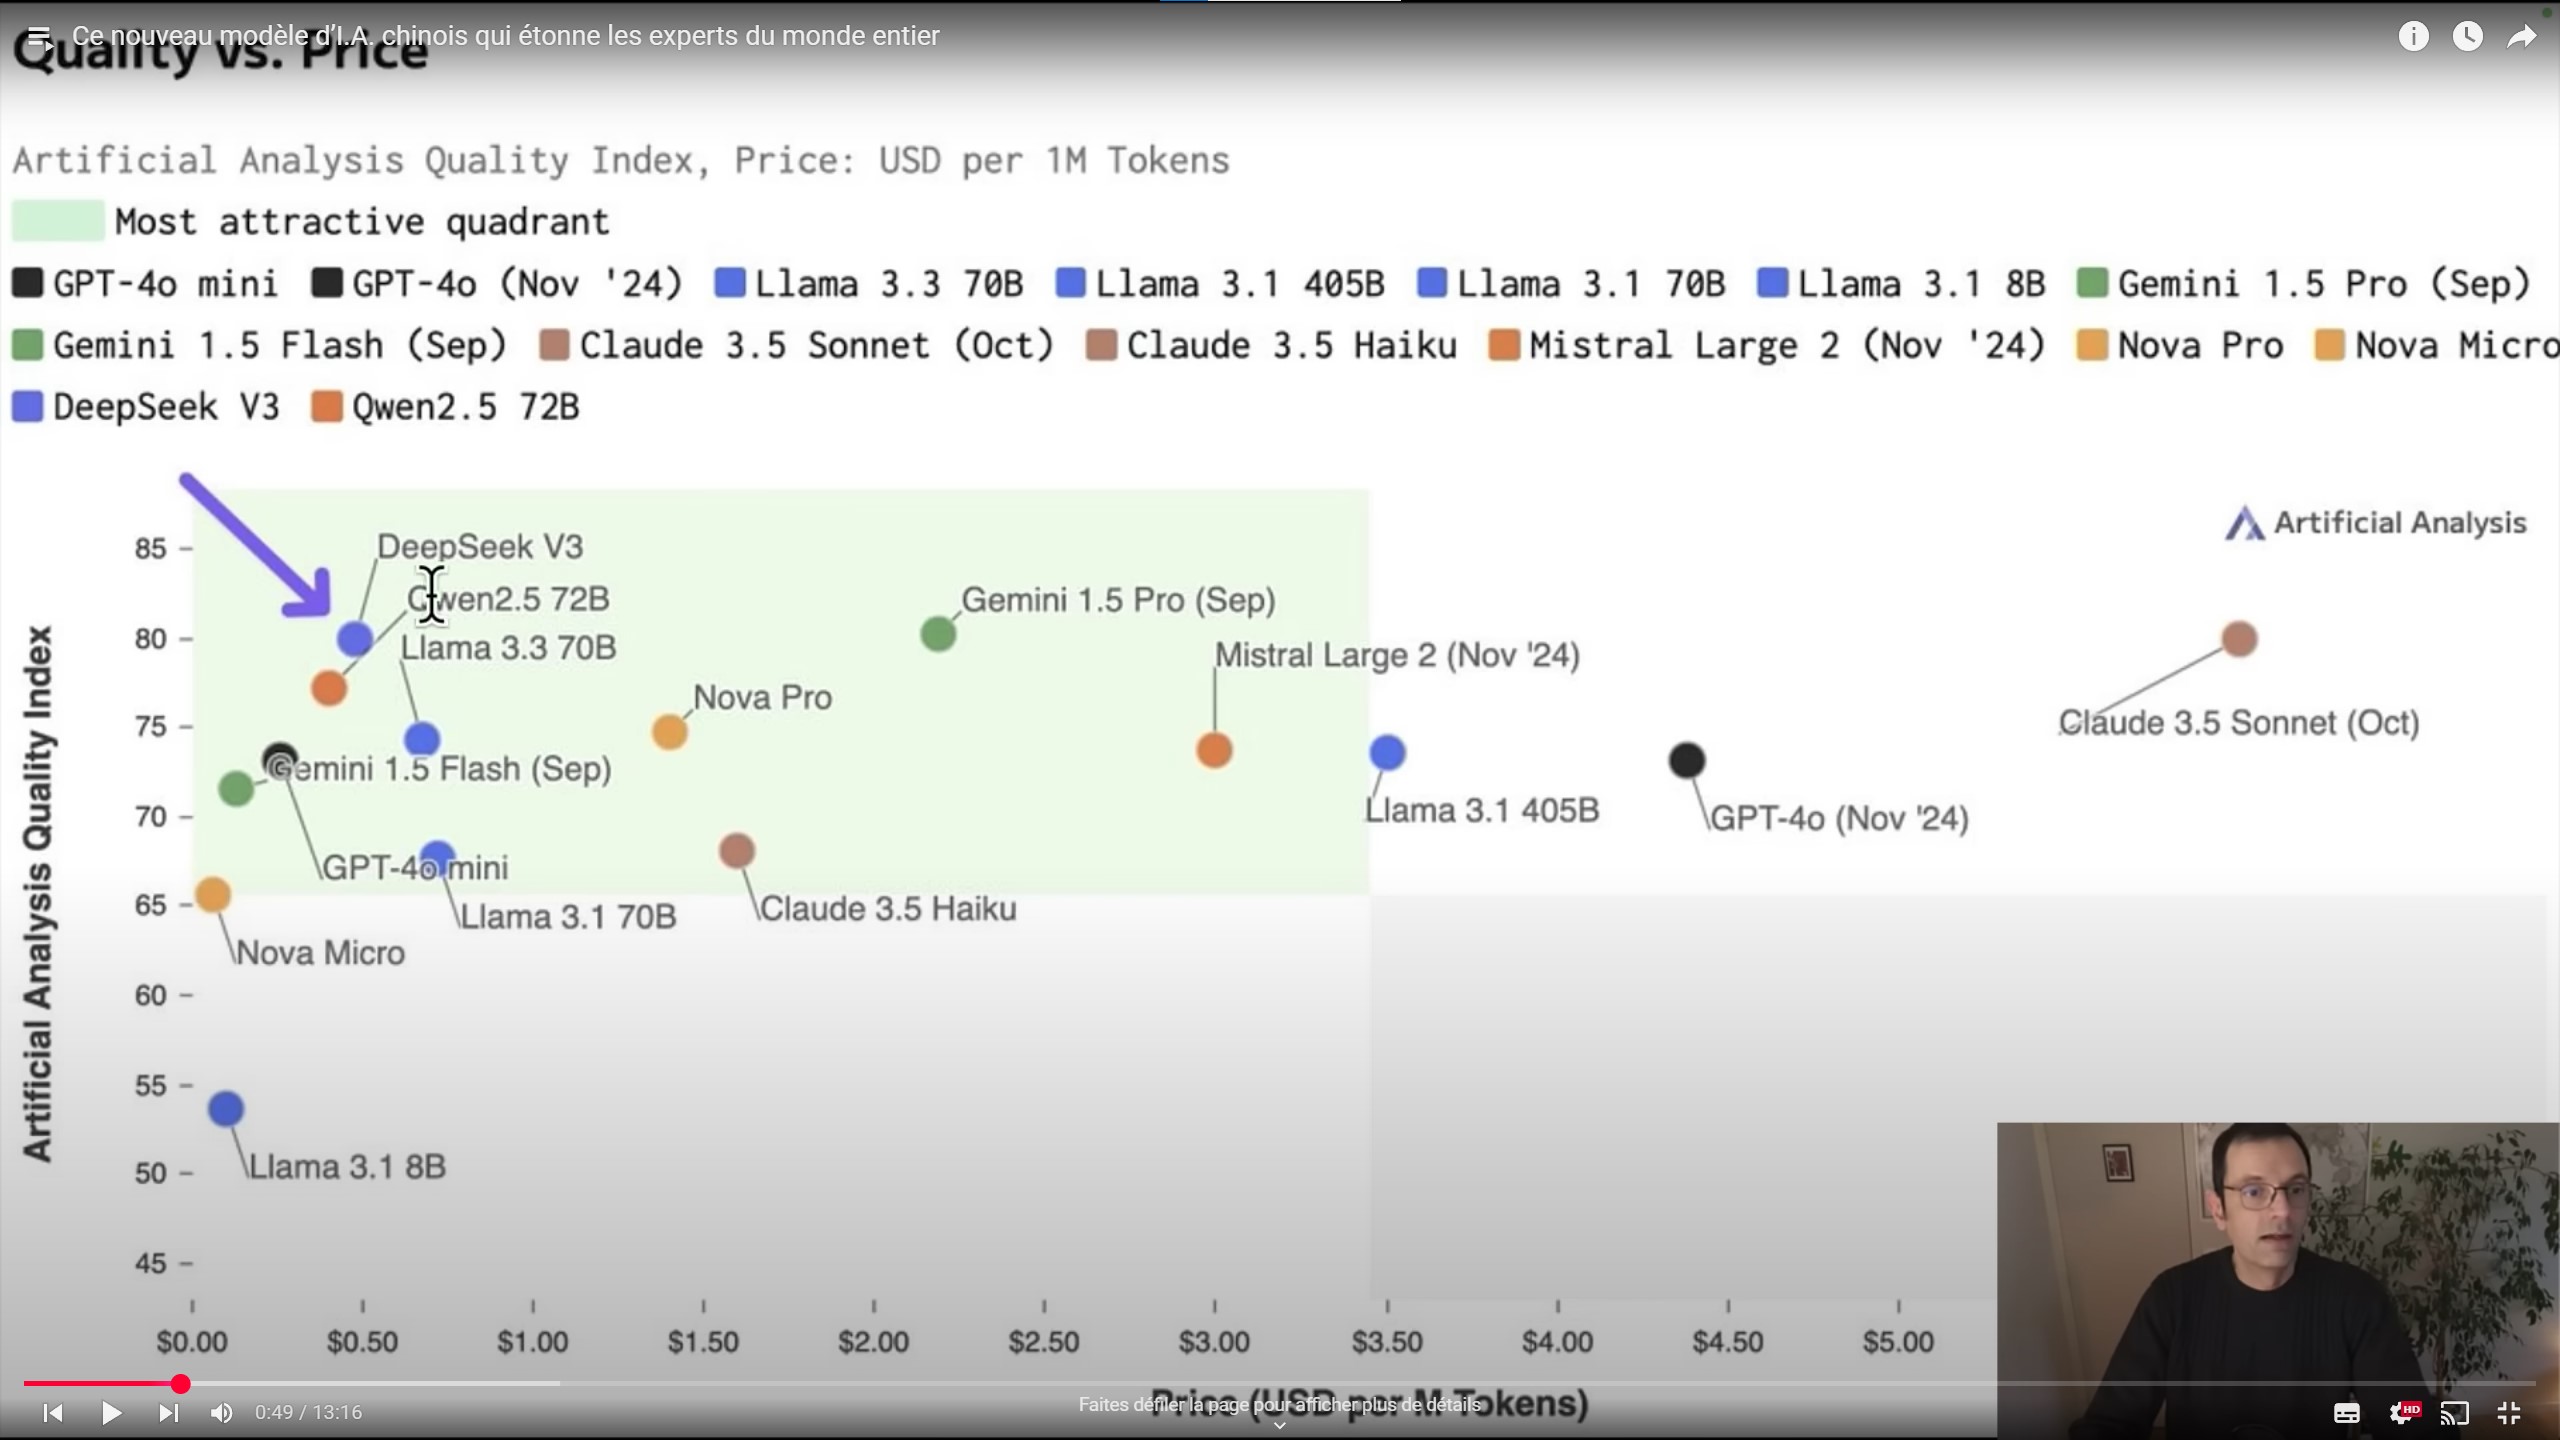 Ce nouveau modèle d'I.A. chinois qui étonne les experts du monde entier
Quality vs. Price
Artificial Analysis Quality Index, Price: USD per 1M Tokens
Most attractive quadrant
GPT-4o mini GPT-4o (Nov '24) Llama 3.3 70B Llama 3.1 405B Llama 3.1 70B Llama 3.1 8B Gemini 1.5 Pro (Sep)
Gemini 1.5 Flash (Sep) Claude 3.5 Sonnet (Oct) Claude 3.5 Haiku Mistral Large 2 (Nov '24) Nova Pro Nova Micro
DeepSeek V3 Qwen2.5 72B
Artificial Analysis
85
DeepSeek V3
Qwen2.5 72B
Gemini 1.5 Pro (Sep)
80
Llama 3.3 70B
Mistral Large 2 (Nov '24)
Nova Pro
75
Claude 3.5 Sonnet (Oct)
Gemini 1.5 Flash (Sep)
70
Llama 3.1 405B
GPT-4o (Nov '24)
GPT-4o mini
65
Llama 3.1 70B
Claude 3.5 Haiku
Nova Micro
60
55
50
Llama 3.1 8B
45
Artificial Analysis Quality Index
$0.00 $0.50 $1.00 $1.50 $2.00 $2.50 $3.00 $3.50 $4.00 $4.50 $5.00
Price (USD per M Tokens)
Faites défiler la page pour afficher plus de détails
0:49 / 13:16
HD